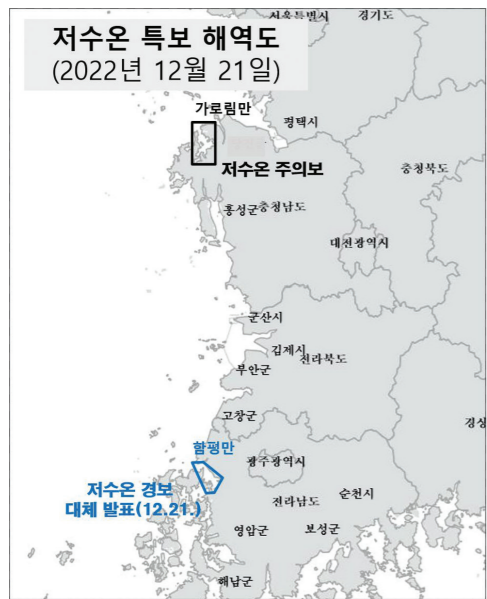 저수온 특보 해역도
(2022년 12월 21일)
서울특별시 경기도
가로림만
평택시
저수온 주의보
충청북도
홍성군 충청남도
대전광역시
군산시
김제시
전라북도
부안군
고창군
경상
함평만
광주광역시
저수온 경보
대체 발표(12.21.)
전라남도 순천시
영암군 보성군
해남군